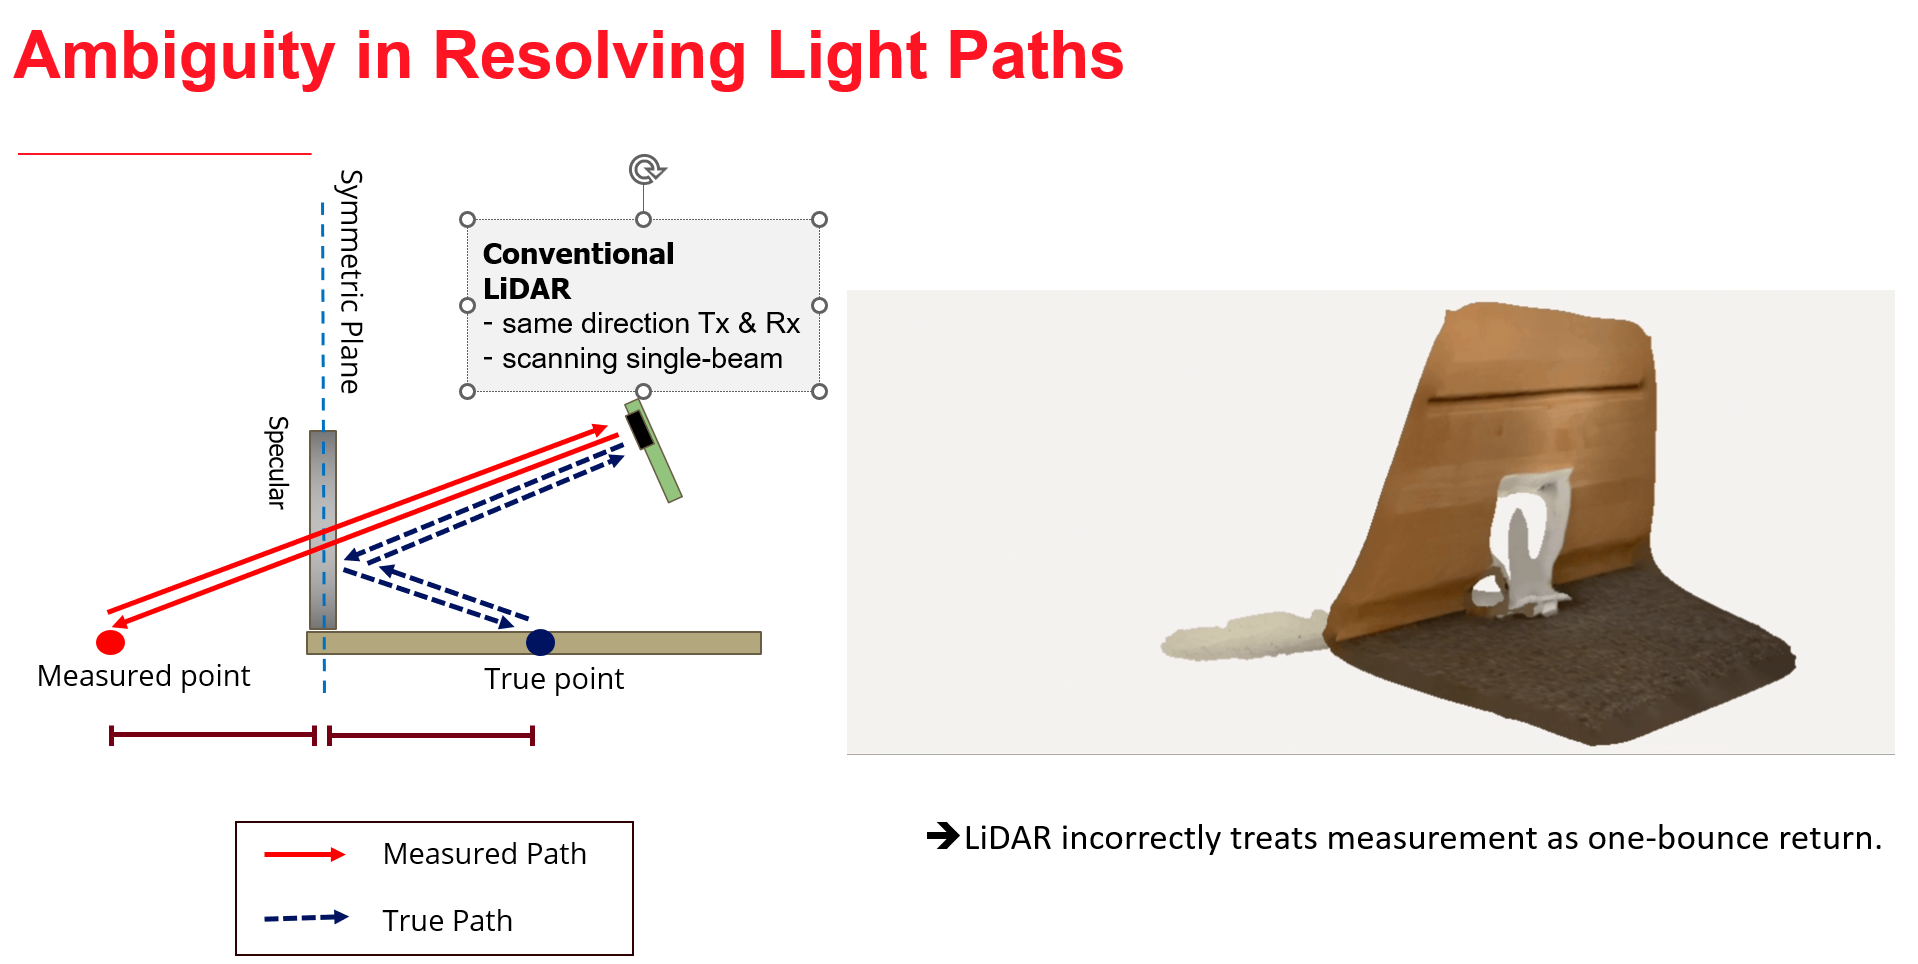 Ambiguity in Resolving Light Paths
Symmetric Plane
Specular
Conventional
LiDAR
- same direction Tx & Rx
- scanning single-beam
Measured point
True point
Measured Path
True Path
➔LiDAR incorrectly treats measurement as one-bounce return.